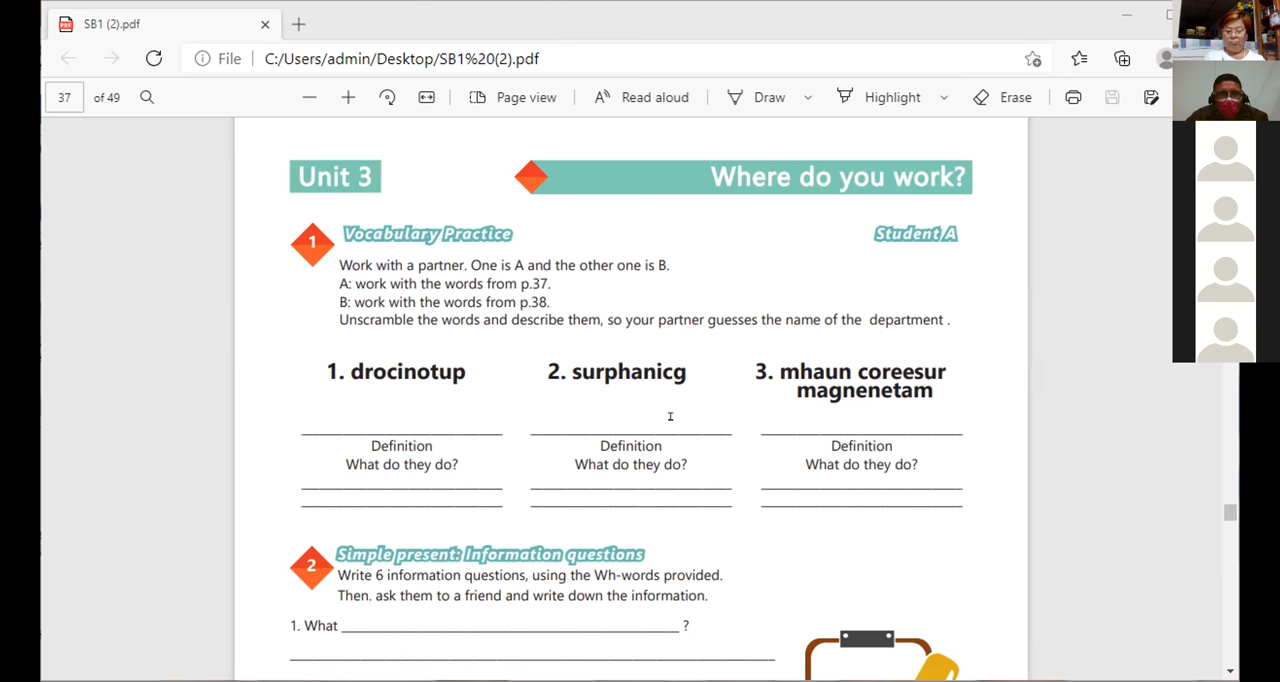 SB1 (2).pdf
File C:/Users/admin/Desktop/SB1%20(2).pdf
37 of 49 Page view Read aloud Draw Highlight Erase
Unit 3 Where do you work?
1 Vocabulary Practice Student A
Work with a partner. One is A and the other one is B.
A: work with the words from p.37.
B: work with the words from p.38.
Unscramble the words and describe them, so your partner guesses the name of the department .
1. drocinotup 2. surphanicg 3. mhaun coreesur
magnenetam
Definition Definition Definition
What do they do? What do they do? What do they do?
2 Simple present: Information questions
Write 6 information questions, using the Wh-words provided.
Then. ask them to a friend and write down the information.
1. What ?